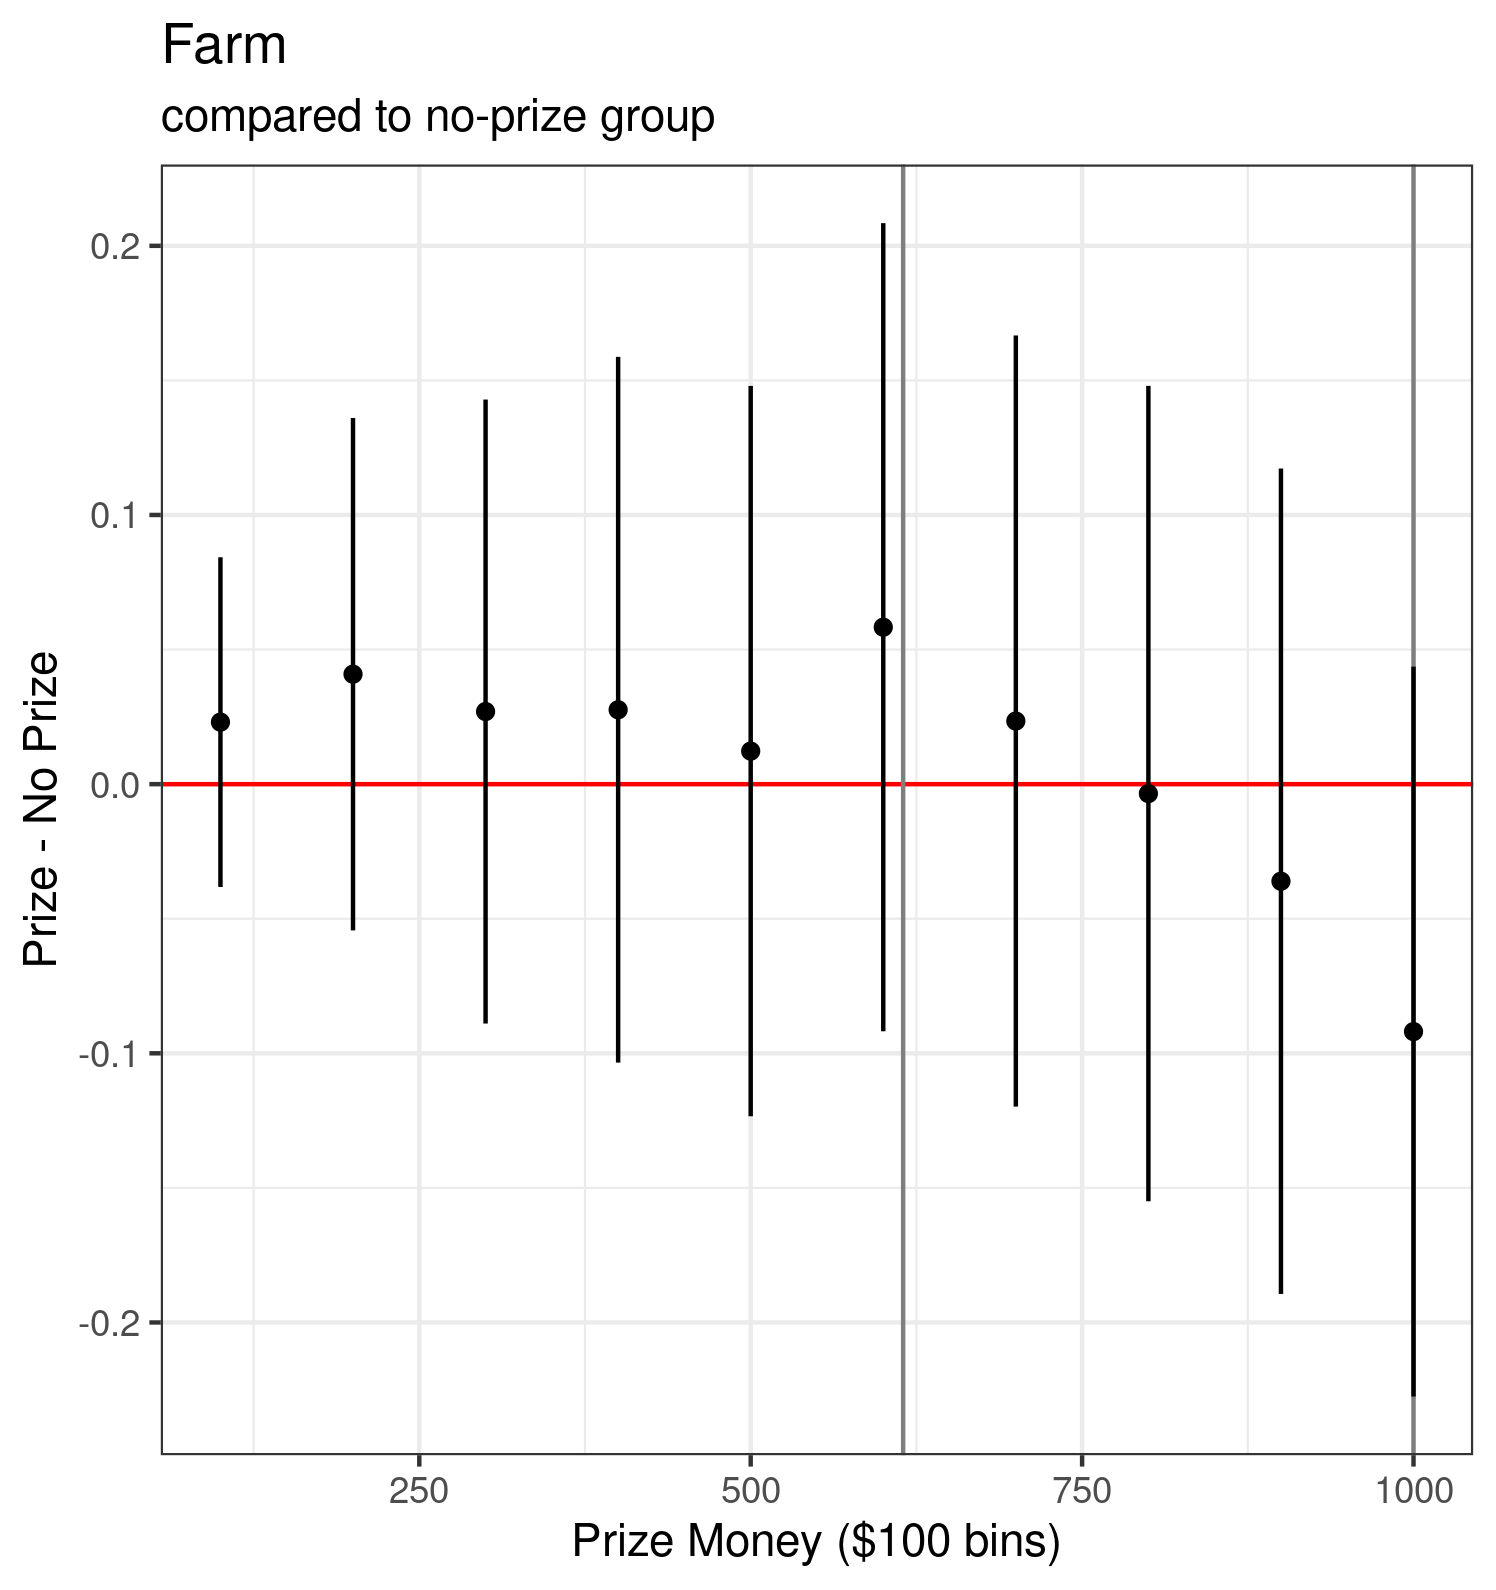 Farm
compared to no-prize group
Prize - No Prize
0.2
0.1
0.0
-0.1
-0.2
250 500 750 1000
Prize Money ($100 bins)